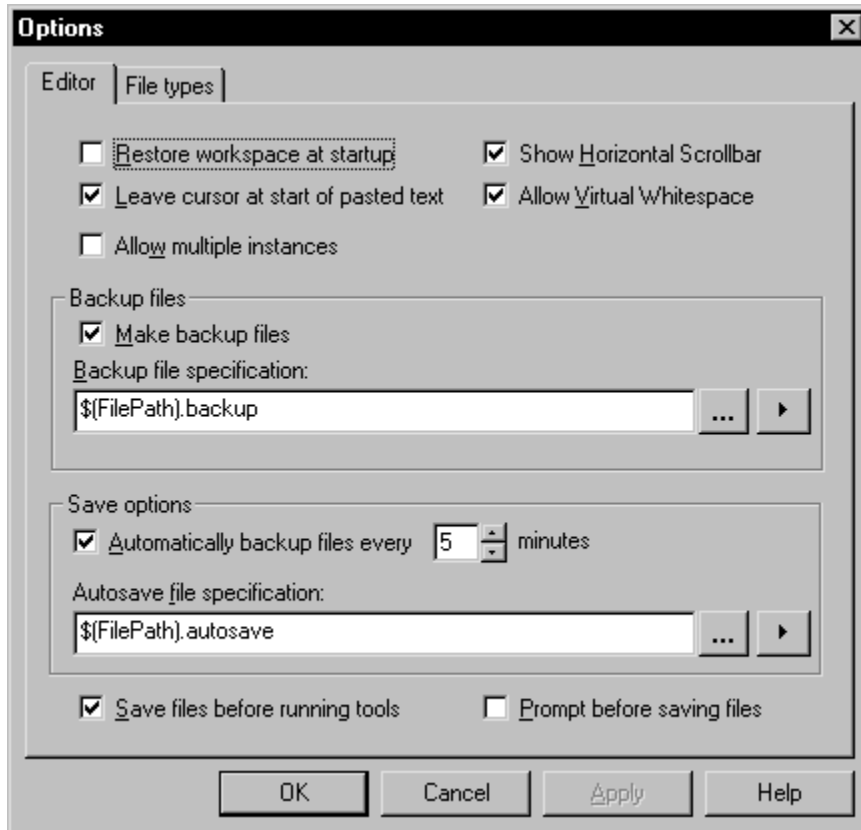 Options
Editor
File types
Restore workspace at startup
Show Horizontal Scrollbar
Leave cursor at start of pasted text
Allow Virtual Whitespace
Allow multiple instances
Backup files
Make backup files
Backup file specification:
$(FilePath).backup
...
Save options
Automatically backup files every 5 minutes
Autosave file specification:
$(FilePath).autosave
...
Save files before running tools
Prompt before saving files
OK
Cancel
Apply
Help